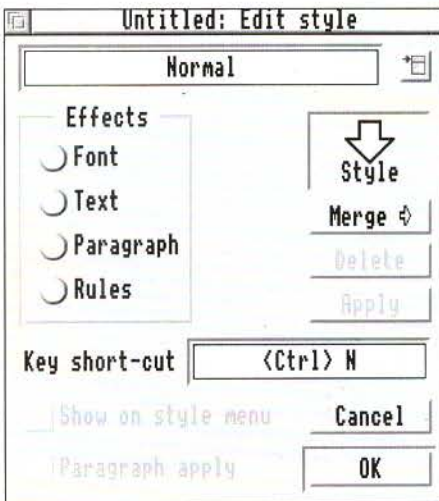 Untitled: Edit style
Normal
Effects
Font
Text
Paragraph
Rules
Style
Merge
Delete
Apply
Key short-cut
<Ctrl> N
Show on style menu
Cancel
Paragraph apply
OK